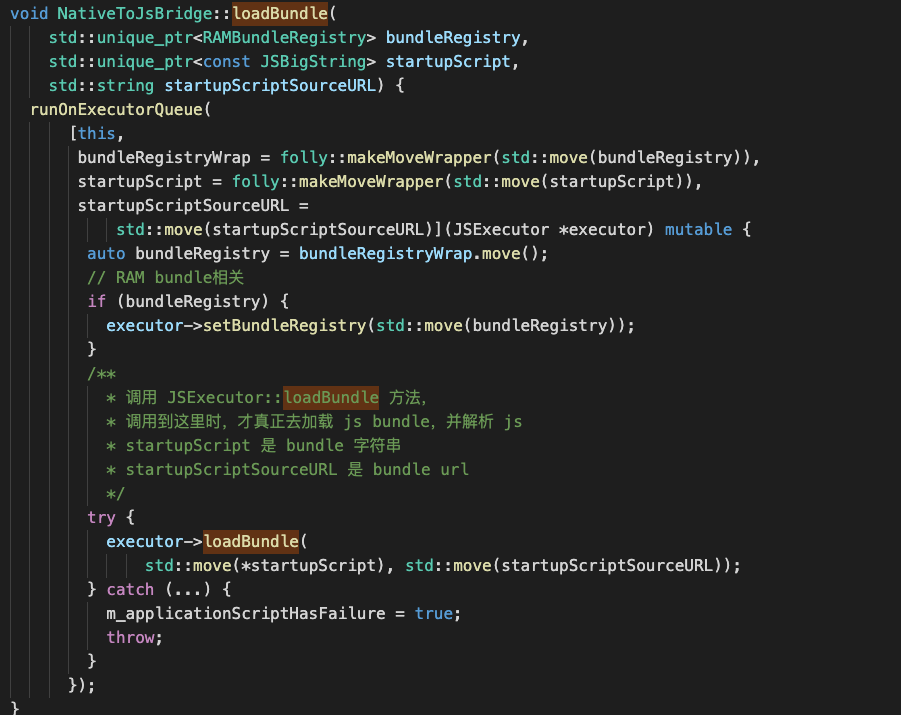 void NativeToJsBridge::loadBundle(
    std::unique_ptr<RAMBundleRegistry> bundleRegistry,
    std::unique_ptr<const JSBigString> startupScript,
    std::string startupScriptSourceURL) {
  runOnExecutorQueue(
      [this,
       bundleRegistryWrap = folly::makeMoveWrapper(std::move(bundleRegistry)),
       startupScript = folly::makeMoveWrapper(std::move(startupScript)),
       startupScriptSourceURL =
           std::move(startupScriptSourceURL)](JSExecutor *executor) mutable {
        auto bundleRegistry = bundleRegistryWrap.move();
        // RAM bundle相关
        if (bundleRegistry) {
          executor->setBundleRegistry(std::move(bundleRegistry));
        }
        /**
          * 调用 JSExecutor::loadBundle 方法，
          * 调用到这里时，才真正去加载 js bundle，并解析 js
          * startupScript 是 bundle 字符串
          * startupScriptSourceURL 是 bundle url
          */
        try {
          executor->loadBundle(
              std::move(*startupScript), std::move(startupScriptSourceURL));
        } catch (...) {
          m_applicationScriptHasFailure = true;
          throw;
        }
      });
}